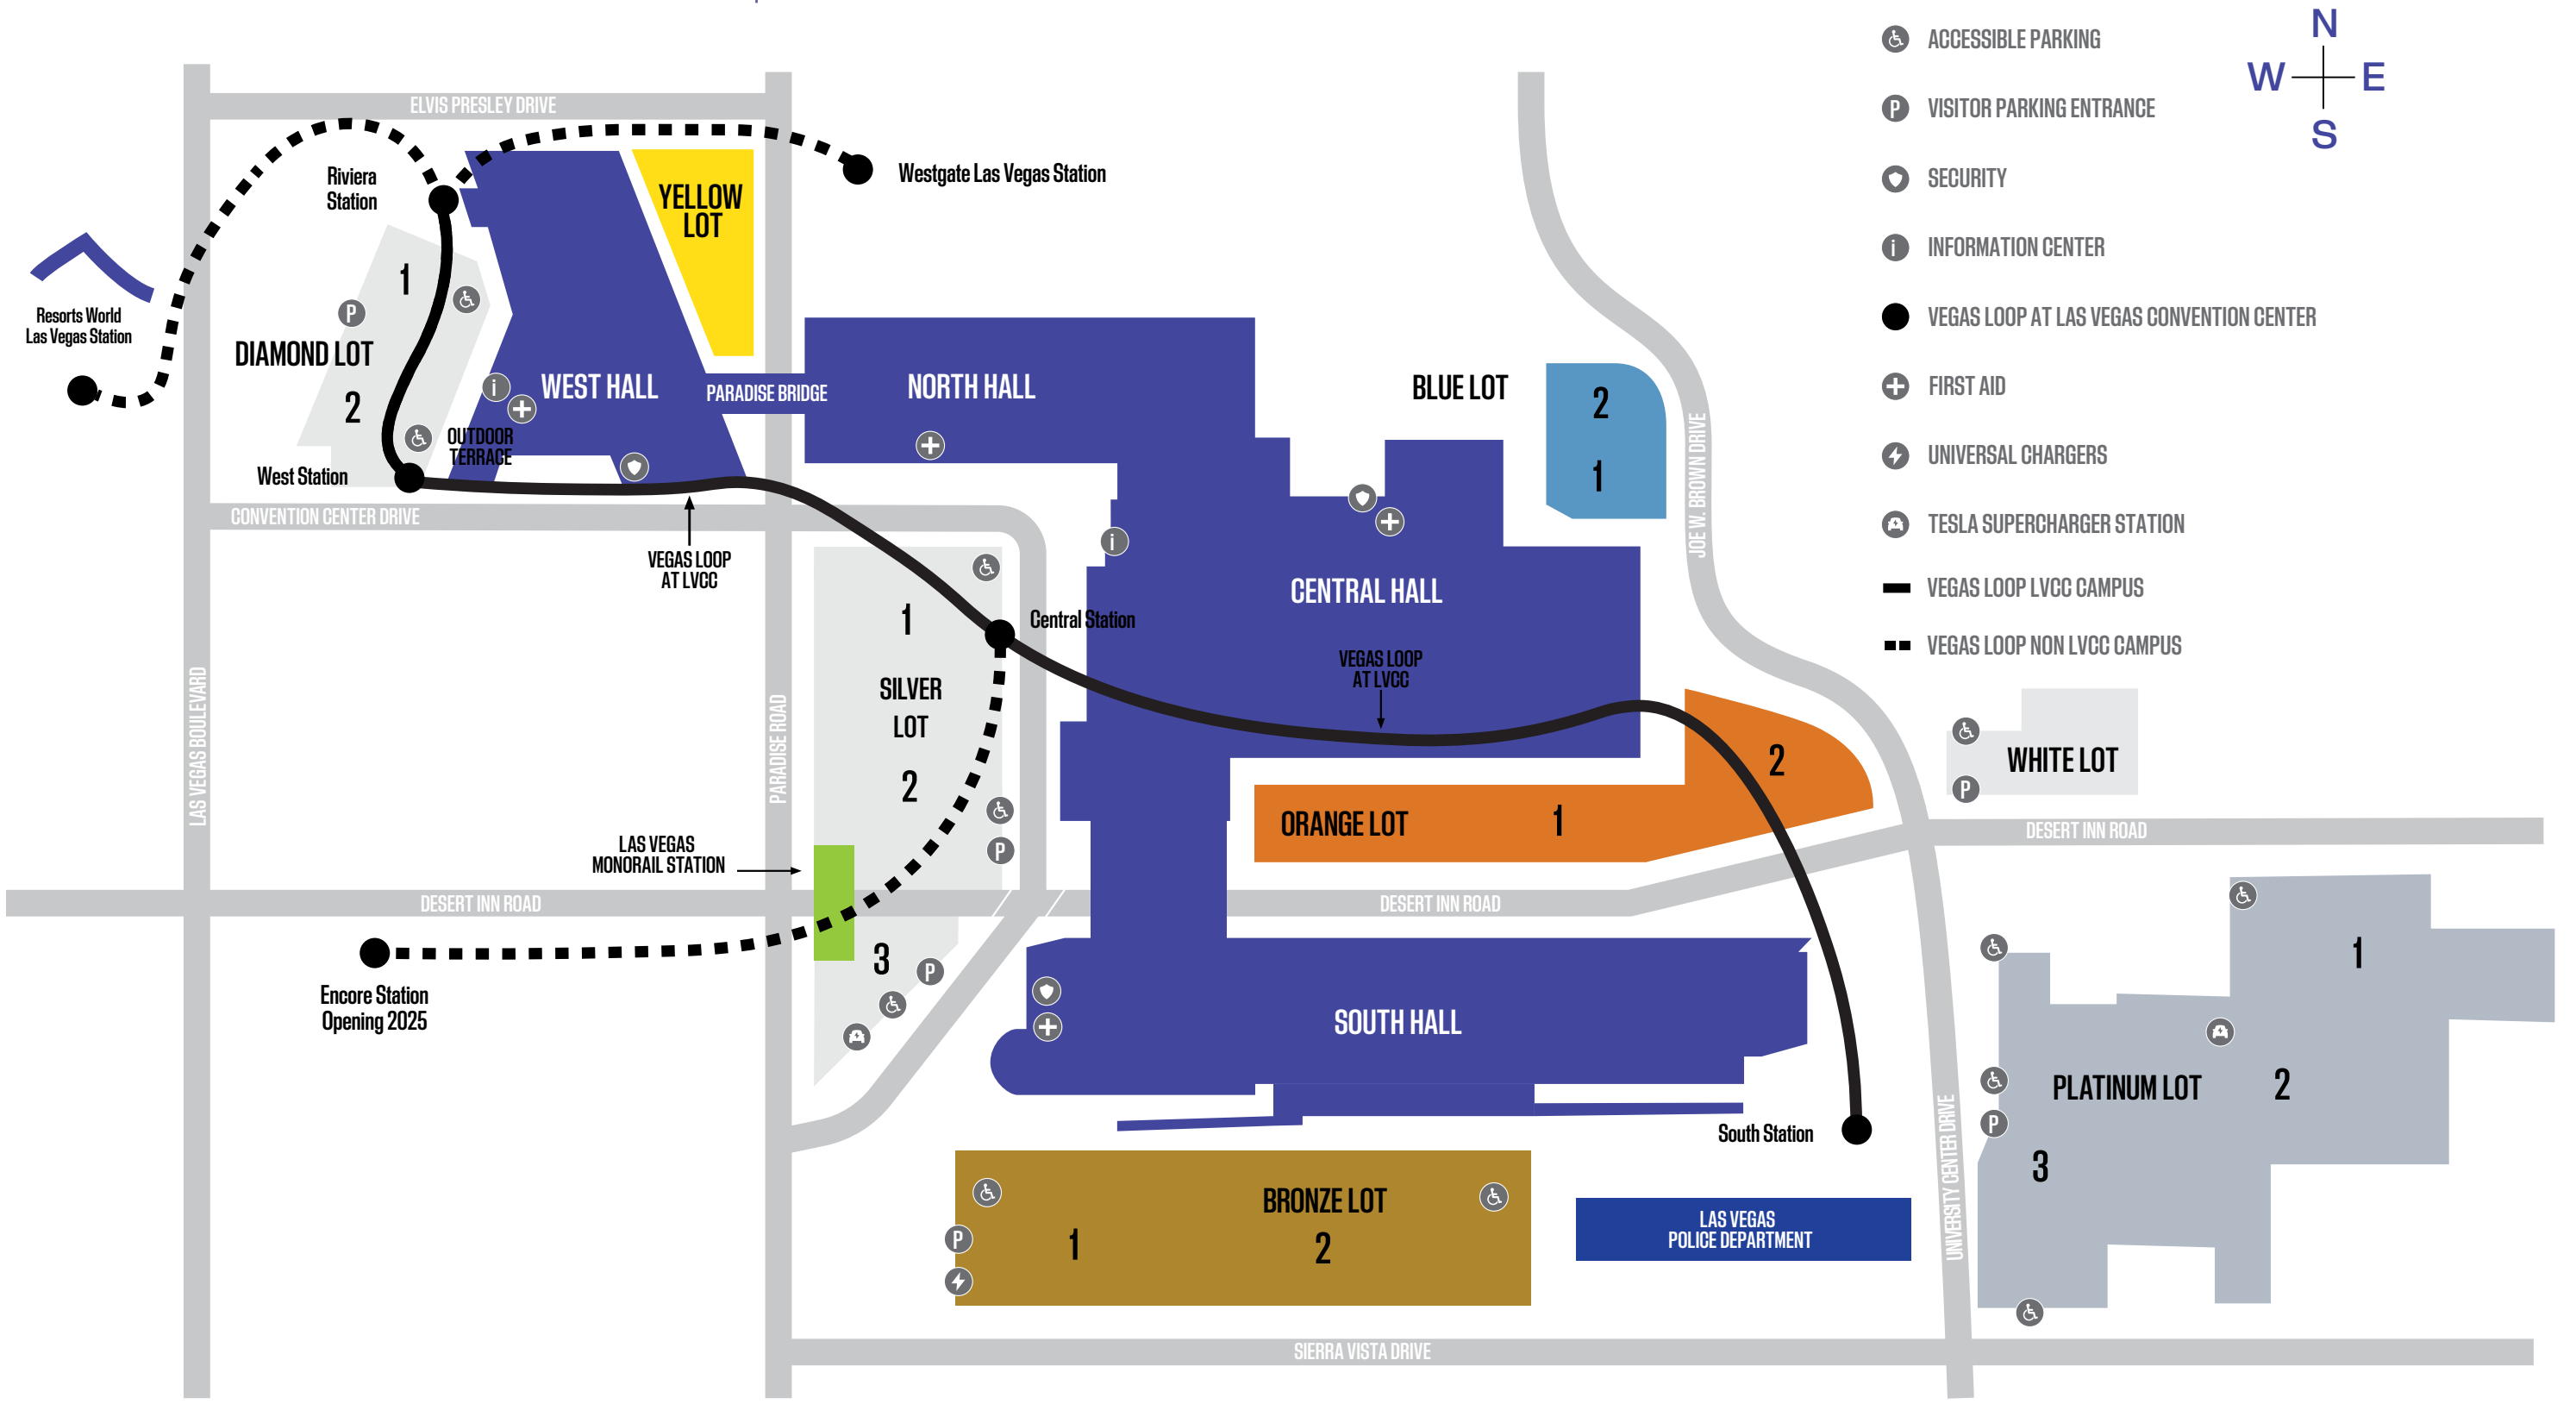 N
W E
S
ACCESSIBLE PARKING
P VISITOR PARKING ENTRANCE
SECURITY
i INFORMATION CENTER
VEGAS LOOP AT LAS VEGAS CONVENTION CENTER
FIRST AID
UNIVERSAL CHARGERS
TESLA SUPERCHARGER STATION
VEGAS LOOP LVCC CAMPUS
VEGAS LOOP NON LVCC CAMPUS
ELVIS PRESLEY DRIVE
Riviera
Station
Westgate Las Vegas Station
YELLOW
LOT
Resorts World
Las Vegas Station
1
P
DIAMOND LOT
2
i
WEST HALL
PARADISE BRIDGE
NORTH HALL
OUTDOOR
TERRACE
West Station
BLUE LOT
2
1
JOE W. BROWN DRIVE
CONVENTION CENTER DRIVE
VEGAS LOOP
AT LVCC
i
CENTRAL HALL
1
Central Station
SILVER
LOT
2
P
VEGAS LOOP
AT LVCC
LAS VEGAS BOULEVARD
PARADISE ROAD
2
ORANGE LOT
1
WHITE LOT
P
DESERT INN ROAD
LAS VEGAS
MONORAIL STATION
DESERT INN ROAD
DESERT INN ROAD
3
P
Encore Station
Opening 2025
SOUTH HALL
South Station
1
PLATINUM LOT
2
P
3
UNIVERSITY CENTER DRIVE
BRONZE LOT
P
1
2
LAS VEGAS
POLICE DEPARTMENT
SIERRA VISTA DRIVE